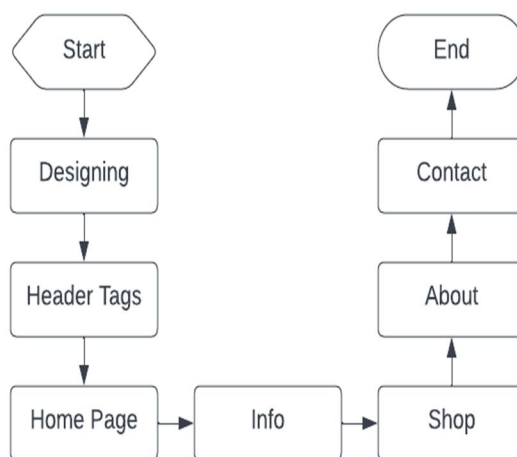 Start
Designing
Header Tags
Home Page
Info
Shop
About
Contact
End